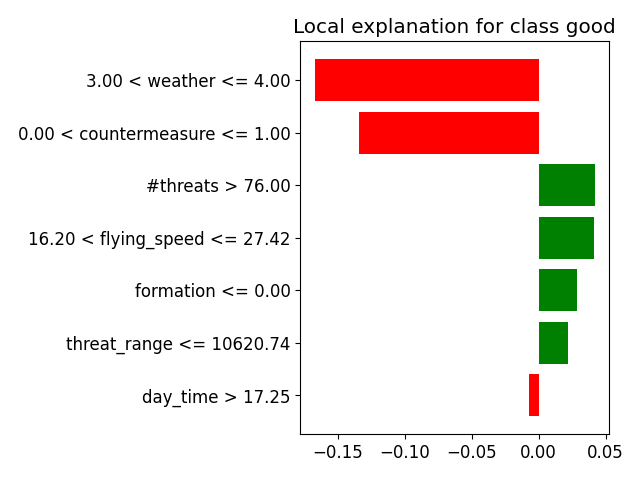 Local explanation for class good
3.00 < weather <= 4.00
0.00 < countermeasure <= 1.00
#threats > 76.00
16.20 < flying_speed <= 27.42
formation <= 0.00
threat_range <= 10620.74
day_time > 17.25
−0.15 −0.10 −0.05 0.00 0.05